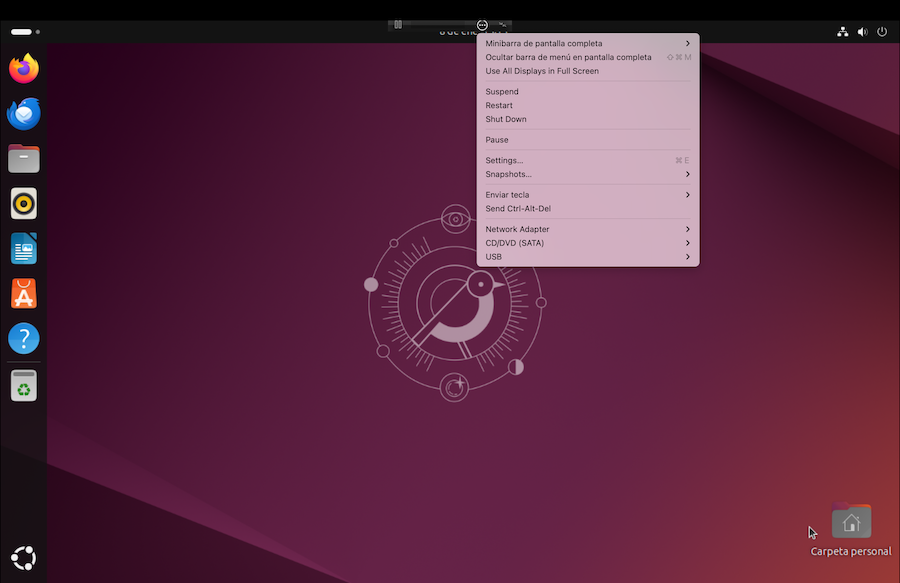 8 de ene
Minibarra de pantalla completa
Ocultar barra de menú en pantalla completa ⇧⌘M
Use All Displays in Full Screen
Suspend
Restart
Shut Down
Pause
Settings... ⌘E
Snapshots...
Enviar tecla
Send Ctrl-Alt-Del
Network Adapter
CD/DVD (SATA)
USB
Carpeta personal